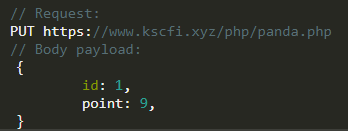 // Request:
PUT https://www.kscfi.xyz/php/panda.php
// Body payload:
{
id: 1,
point: 9,
}